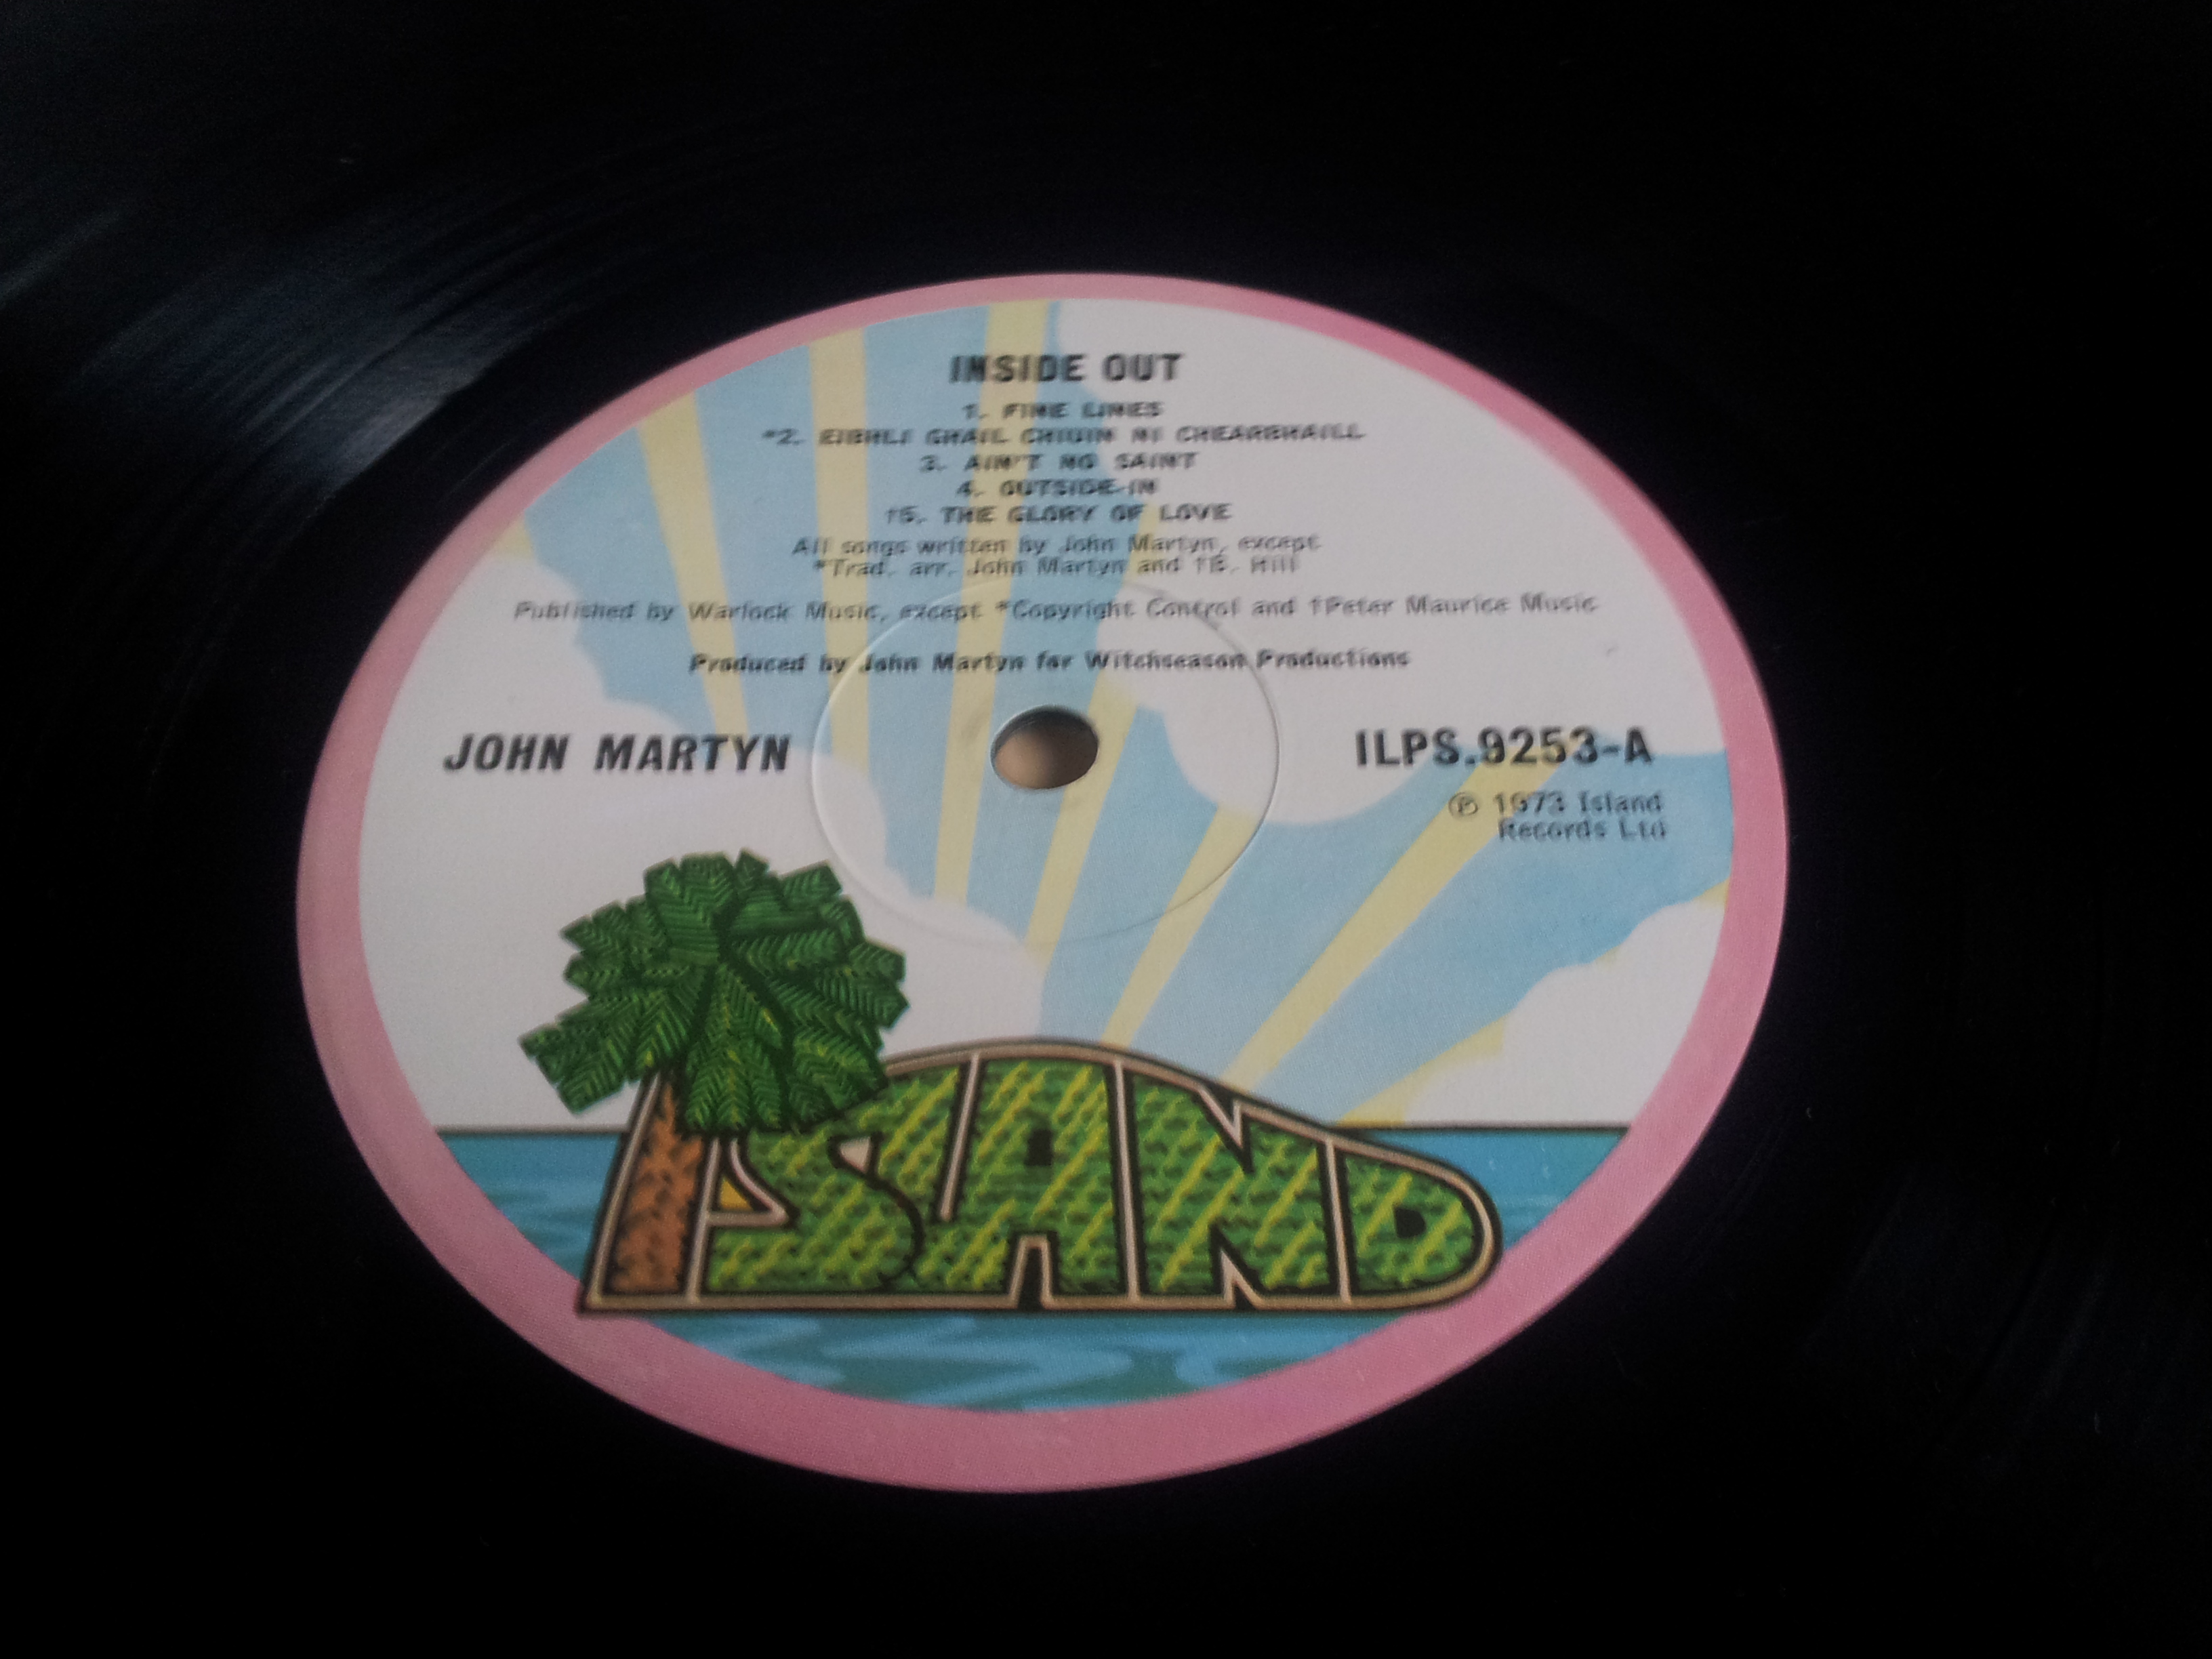 INSIDE OUT
1. FINE LINES
*2. EIBHLI GHAIL CHIUIN NI CHEARBHAILL
3. AIN'T NO SAINT
4. OUTSIDE-IN
†5. THE GLORY OF LOVE
All songs written by John Martyn, except
*Trad. arr. John Martyn and †B. Hill
Published by Warlock Music, except *Copyright Control and †Peter Maurice Music
Produced by John Martyn for Witchseason Productions
JOHN MARTYN
ILPS.9253-A
℗ 1973 Island
Records Ltd
ISLAND